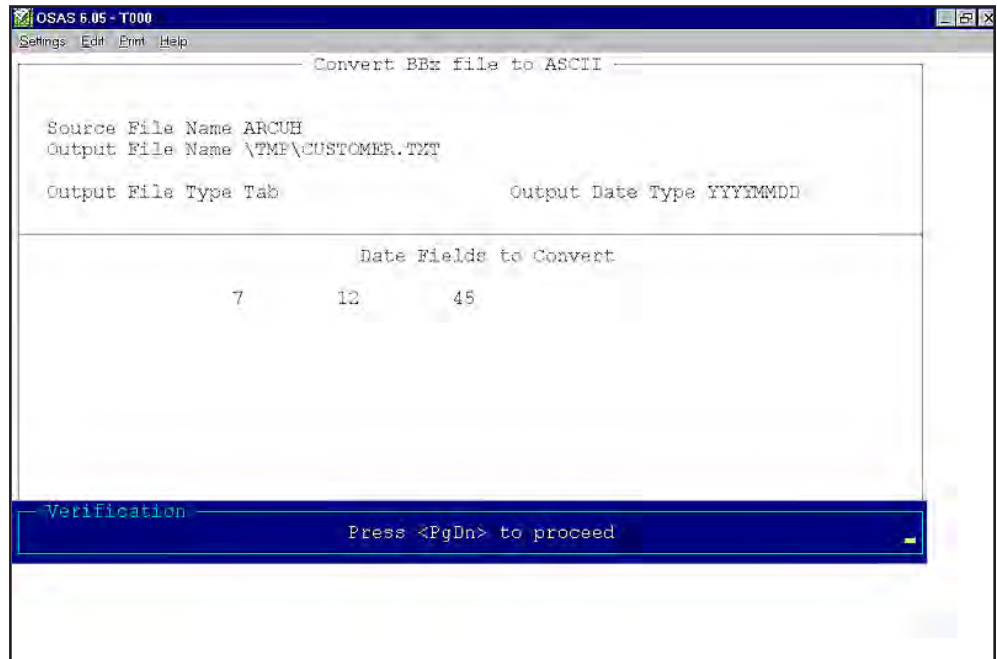 OSAS 6.05 - T000
Settings Edit Print Help
Convert BBx file to ASCII
Source File Name ARCUH
Output File Name \TMP\CUSTOMER.TXT
Output File Type Tab Output Date Type YYYYMMDD
Date Fields to Convert
7 12 45
Verification
Press <PgDn> to proceed